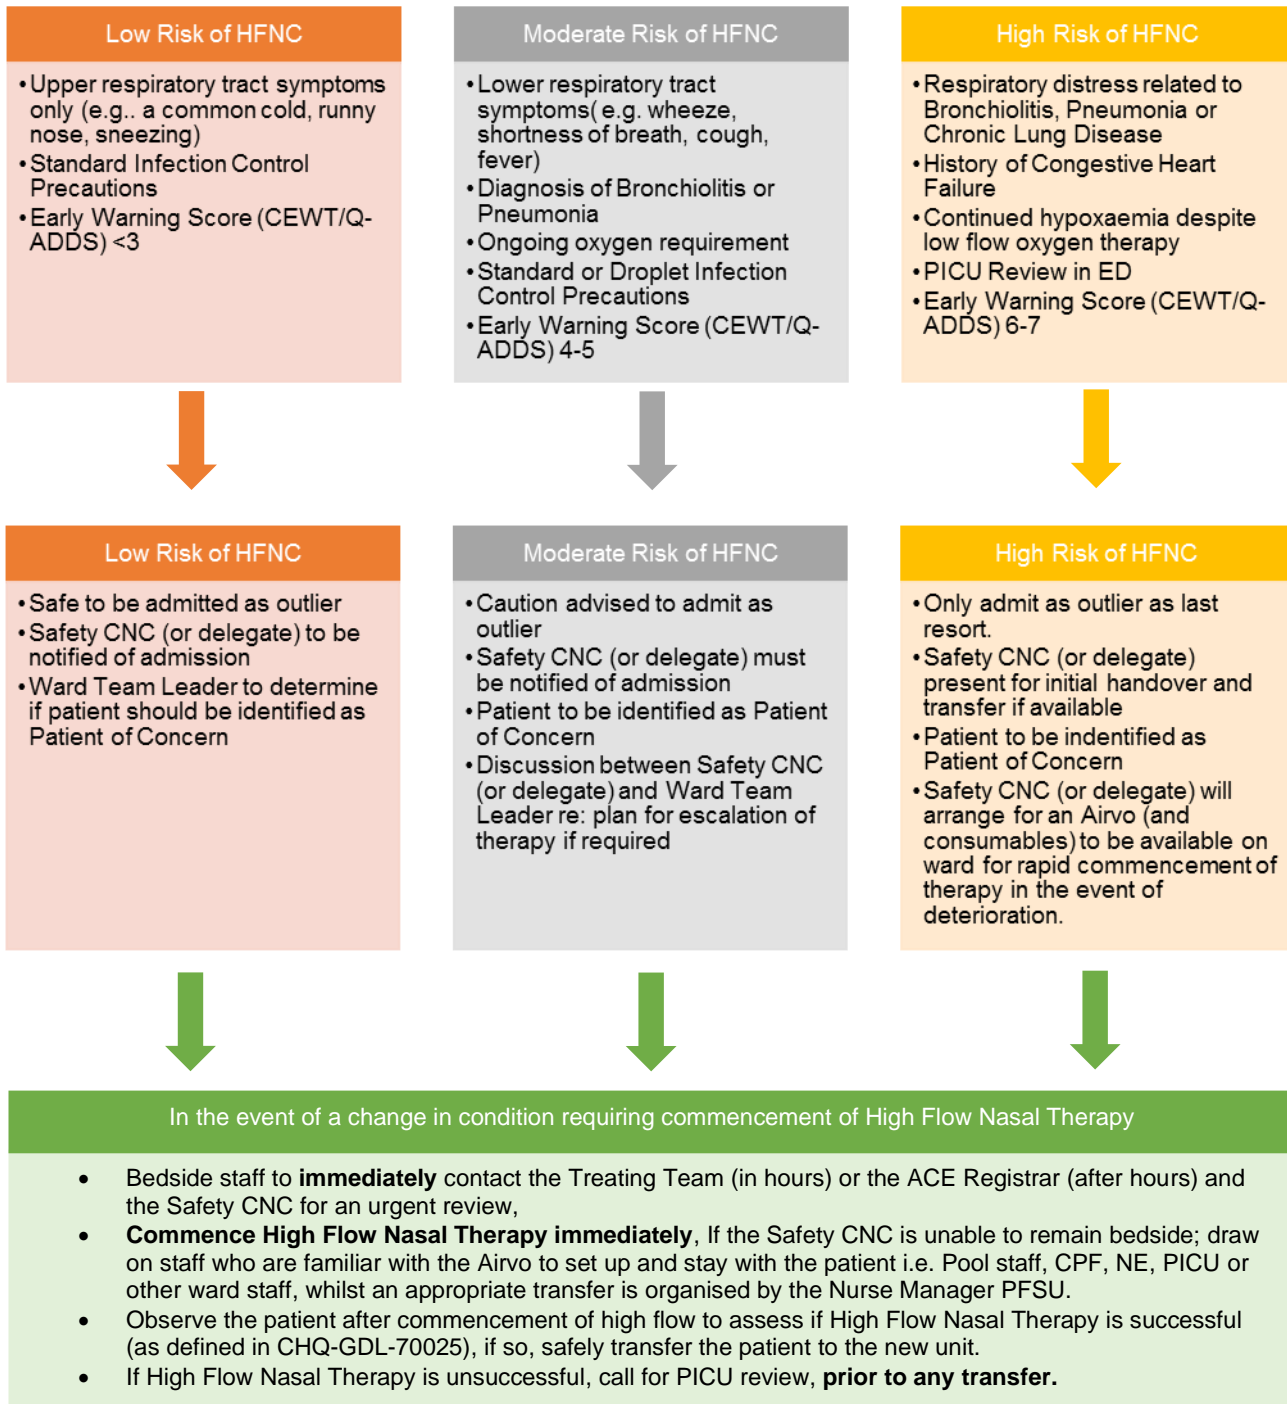 Low Risk of HFNC
•Upper respiratory tract symptoms
only (e.g.. a common cold, runny
nose, sneezing)
•Standard Infection Control
Precautions
•Early Warning Score (CEWT/Q-
ADDS) <3
Moderate Risk of HFNC
•Lower respiratory tract
symptoms( e.g. wheeze,
shortness of breath, cough,
fever)
•Diagnosis of Bronchiolitis or
Pneumonia
•Ongoing oxygen requirement
•Standard or Droplet Infection
Control Precautions
•Early Warning Score (CEWT/Q-
ADDS) 4-5
High Risk of HFNC
•Respiratory distress related to
Bronchiolitis, Pneumonia or
Chronic Lung Disease
•History of Congestive Heart
Failure
•Continued hypoxaemia despite
low flow oxygen therapy
•PICU Review in ED
•Early Warning Score (CEWT/Q-
ADDS) 6-7
Low Risk of HFNC
•Safe to be admitted as outlier
•Safety CNC (or delegate) to be
notified of admission
•Ward Team Leader to determine
if patient should be identified as
Patient of Concern
Moderate Risk of HFNC
•Caution advised to admit as
outlier
•Safety CNC (or delegate) must
be notified of admission
•Patient to be identified as Patient
of Concern
•Discussion between Safety CNC
(or delegate) and Ward Team
Leader re: plan for escalation of
therapy if required
High Risk of HFNC
•Only admit as outlier as last
resort.
•Safety CNC (or delegate)
present for initial handover and
transfer if available
•Patient to be indentified as
Patient of Concern
•Safety CNC (or delegate) will
arrange for an Airvo (and
consumables) to be available on
ward for rapid commencement of
therapy in the event of
deterioration.
In the event of a change in condition requiring commencement of High Flow Nasal Therapy
• Bedside staff to immediately contact the Treating Team (in hours) or the ACE Registrar (after hours) and
the Safety CNC for an urgent review,
• Commence High Flow Nasal Therapy immediately, If the Safety CNC is unable to remain bedside; draw
on staff who are familiar with the Airvo to set up and stay with the patient i.e. Pool staff, CPF, NE, PICU or
other ward staff, whilst an appropriate transfer is organised by the Nurse Manager PFSU.
• Observe the patient after commencement of high flow to assess if High Flow Nasal Therapy is successful
(as defined in CHQ-GDL-70025), if so, safely transfer the patient to the new unit.
• If High Flow Nasal Therapy is unsuccessful, call for PICU review, prior to any transfer.